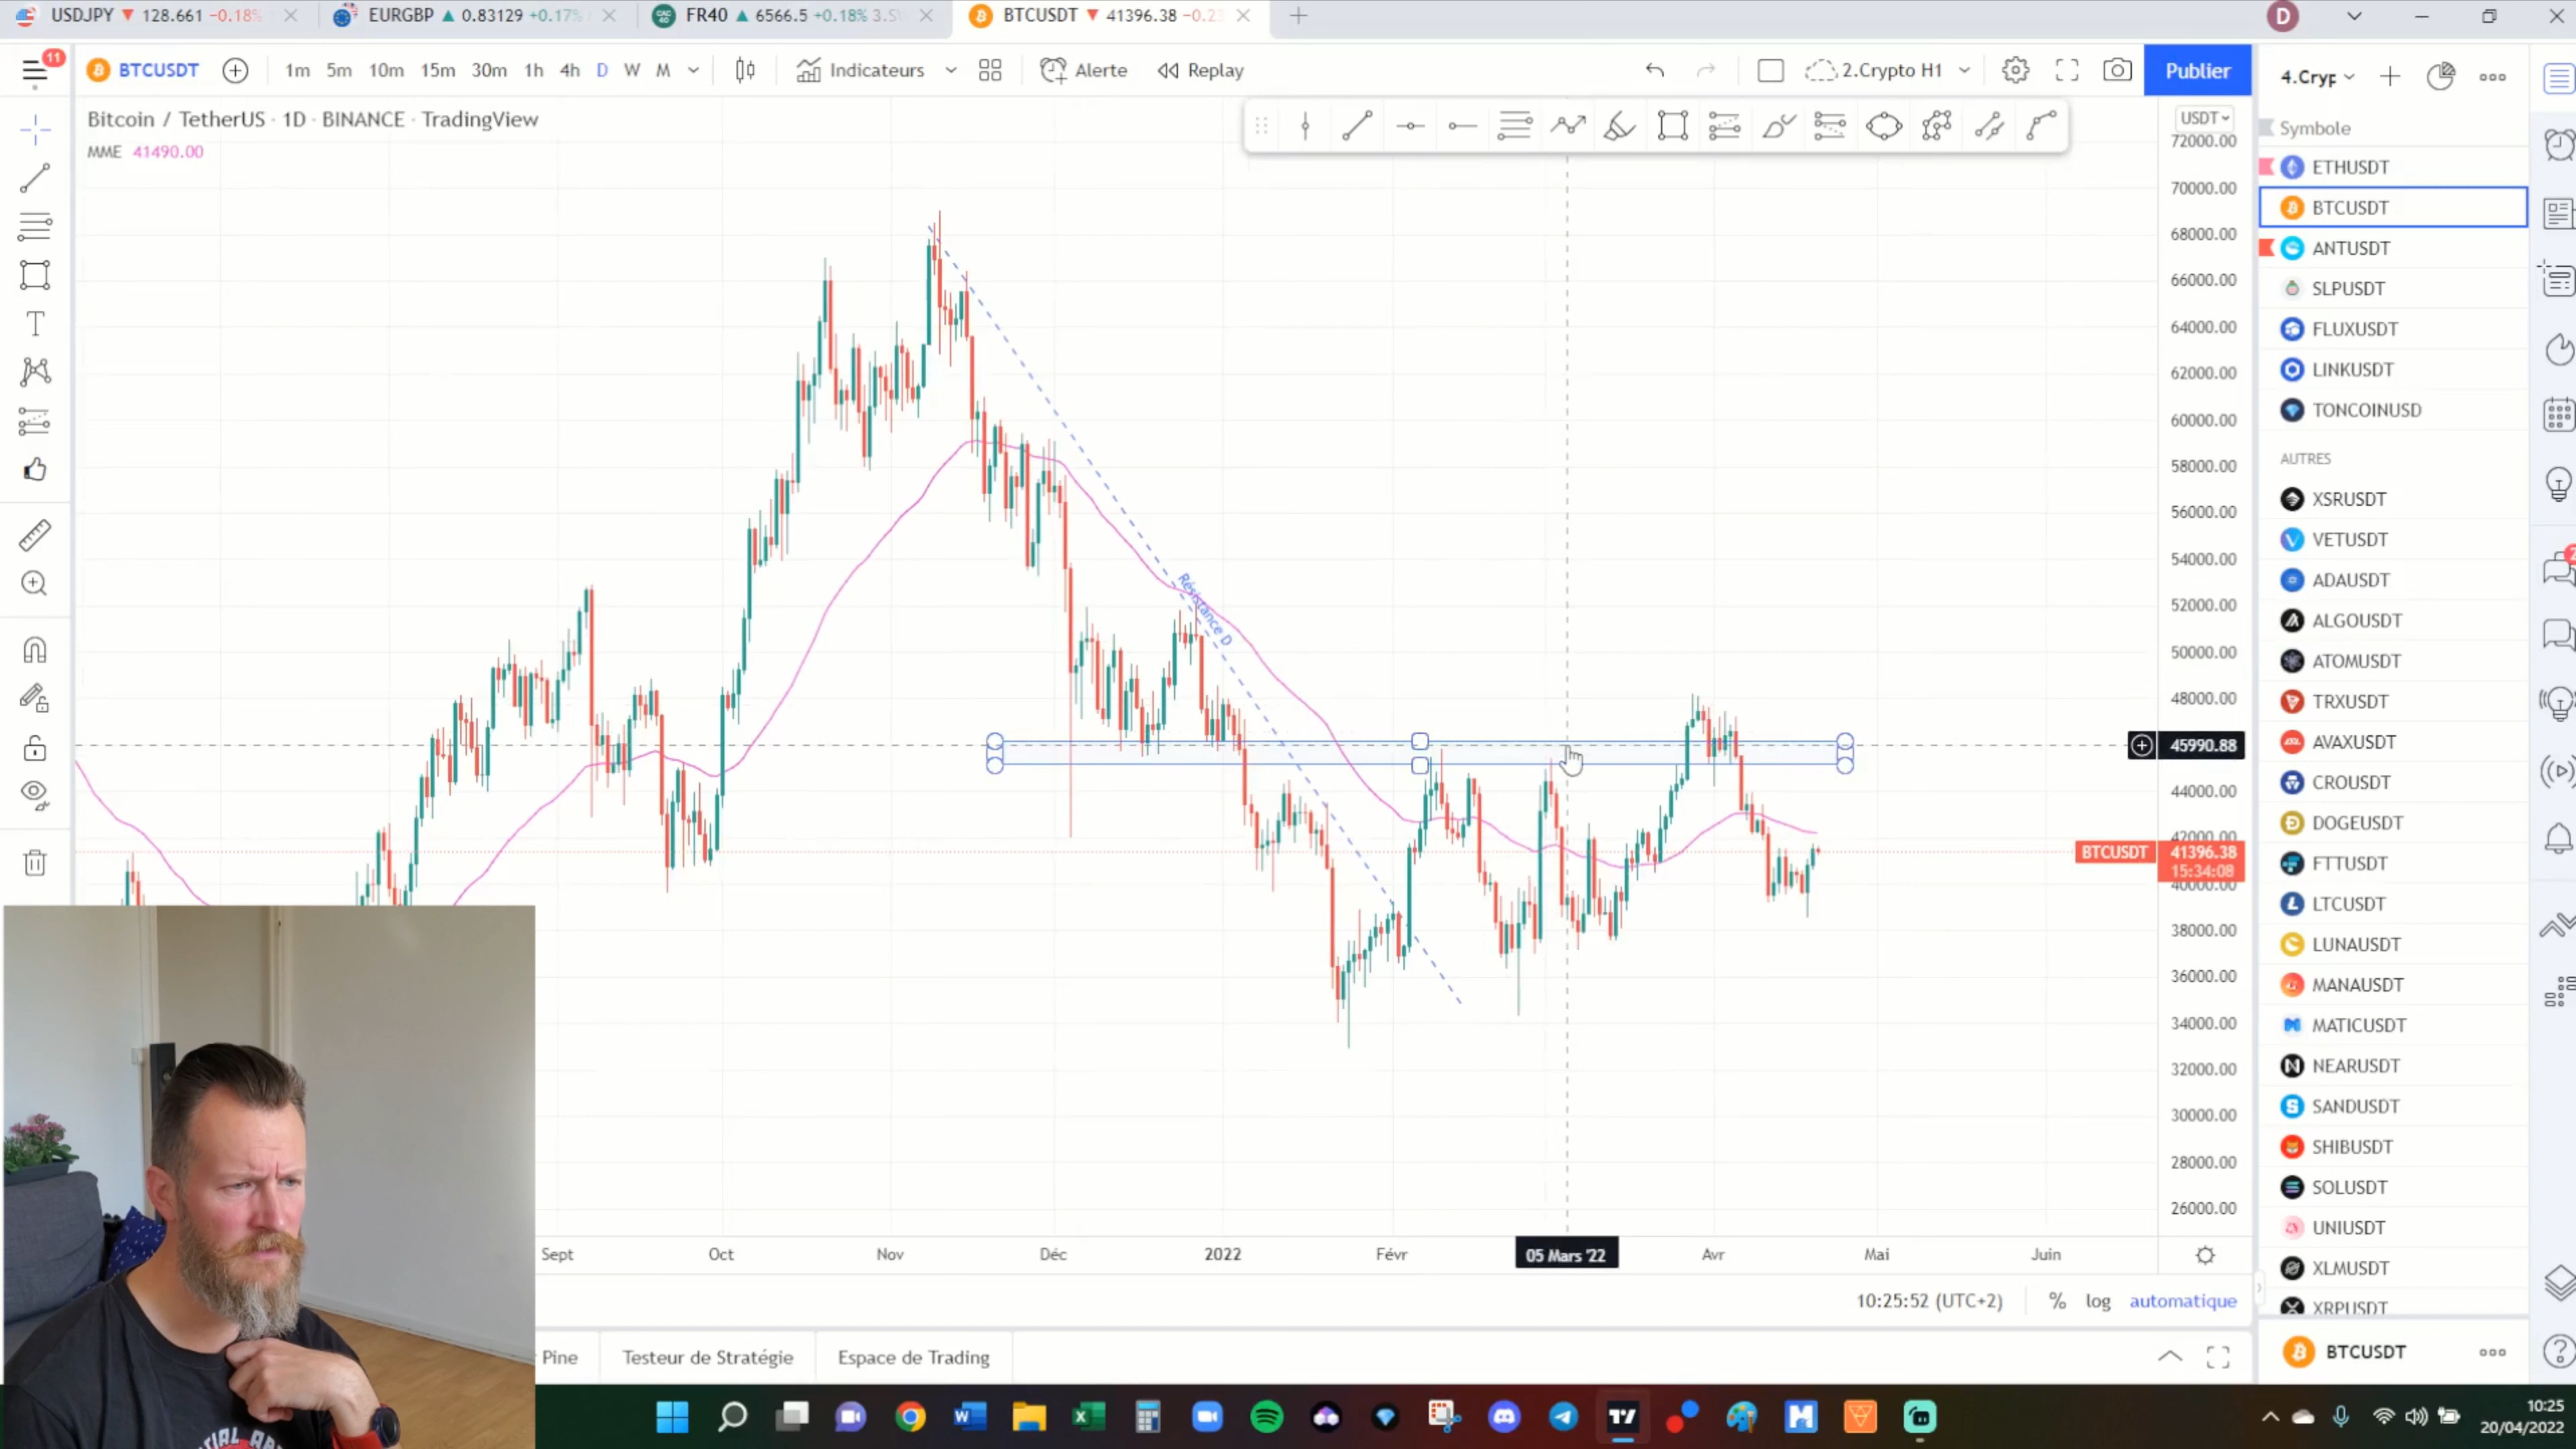 USDJPY ▼ 128.661 −0.18%
EURGBP ▲ 0.83129 +0.17%
FR40 ▲ 6566.5 +0.18%
BTCUSDT ▼ 41396.38
D
11
BTCUSDT
1m 5m 10m 15m 30m 1h 4h D W M
Indicateurs
Alerte
Replay
2.Crypto H1
Publier
4.Cryp
Bitcoin / TetherUS · 1D · BINANCE · TradingView
MME 41490.00
USDT
72000.00
70000.00
68000.00
66000.00
64000.00
62000.00
60000.00
58000.00
56000.00
54000.00
52000.00
50000.00
48000.00
45990.88
44000.00
42000.00
BTCUSDT 41396.38
15:34:08
40000.00
38000.00
36000.00
34000.00
32000.00
30000.00
28000.00
26000.00
Résistance D
Sept Oct Nov Déc 2022 Févr 05 Mars '22 Avr Mai Juin
10:25:52 (UTC+2) % log automatique
Pine Testeur de Stratégie Espace de Trading
Symbole
ETHUSDT
BTCUSDT
ANTUSDT
SLPUSDT
FLUXUSDT
LINKUSDT
TONCOINUSD
AUTRES
XSRUSDT
VETUSDT
ADAUSDT
ALGOUSDT
ATOMUSDT
TRXUSDT
AVAXUSDT
CROUSDT
DOGEUSDT
FTTUSDT
LTCUSDT
LUNAUSDT
MANAUSDT
MATICUSDT
NEARUSDT
SANDUSDT
SHIBUSDT
SOLUSDT
UNIUSDT
XLMUSDT
XRPUSDT
BTCUSDT
10:25
20/04/2022